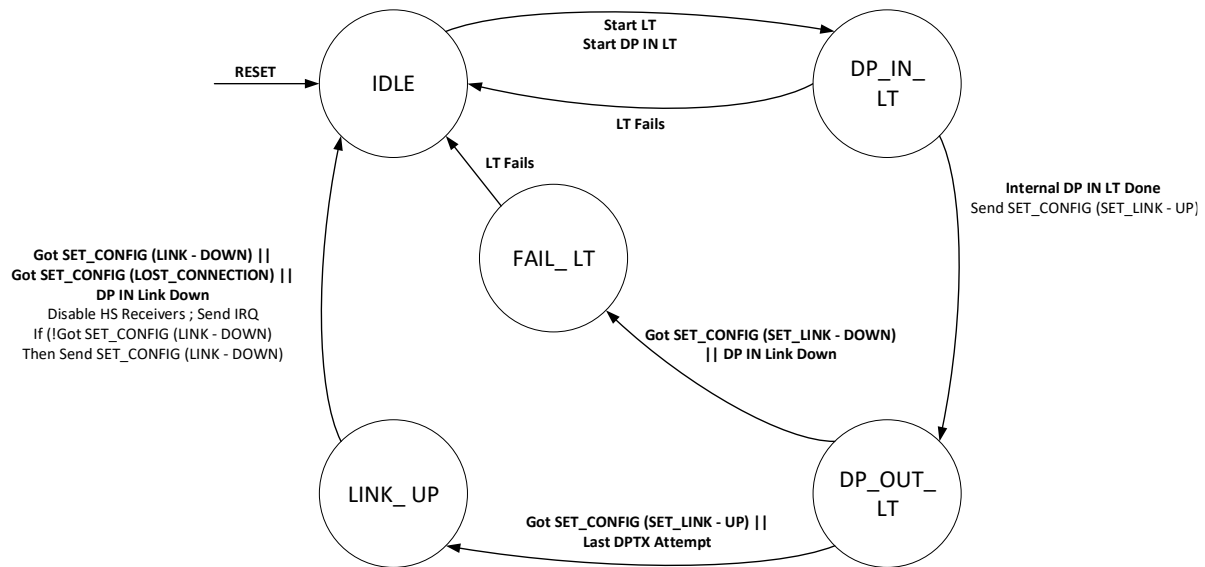 Start LT
Start DP IN LT
RESET
IDLE
DP_IN_
LT
LT Fails
LT Fails
Internal DP IN LT Done
Send SET_CONFIG (SET_LINK - UP)
Got SET_CONFIG (LINK - DOWN) ||
Got SET_CONFIG (LOST_CONNECTION) ||
DP IN Link Down
Disable HS Receivers ; Send IRQ
If (!Got SET_CONFIG (LINK - DOWN)
Then Send SET_CONFIG (LINK - DOWN)
FAIL_ LT
Got SET_CONFIG (SET_LINK - DOWN)
|| DP IN Link Down
LINK_ UP
DP_OUT_
LT
Got SET_CONFIG (SET_LINK - UP) ||
Last DPTX Attempt